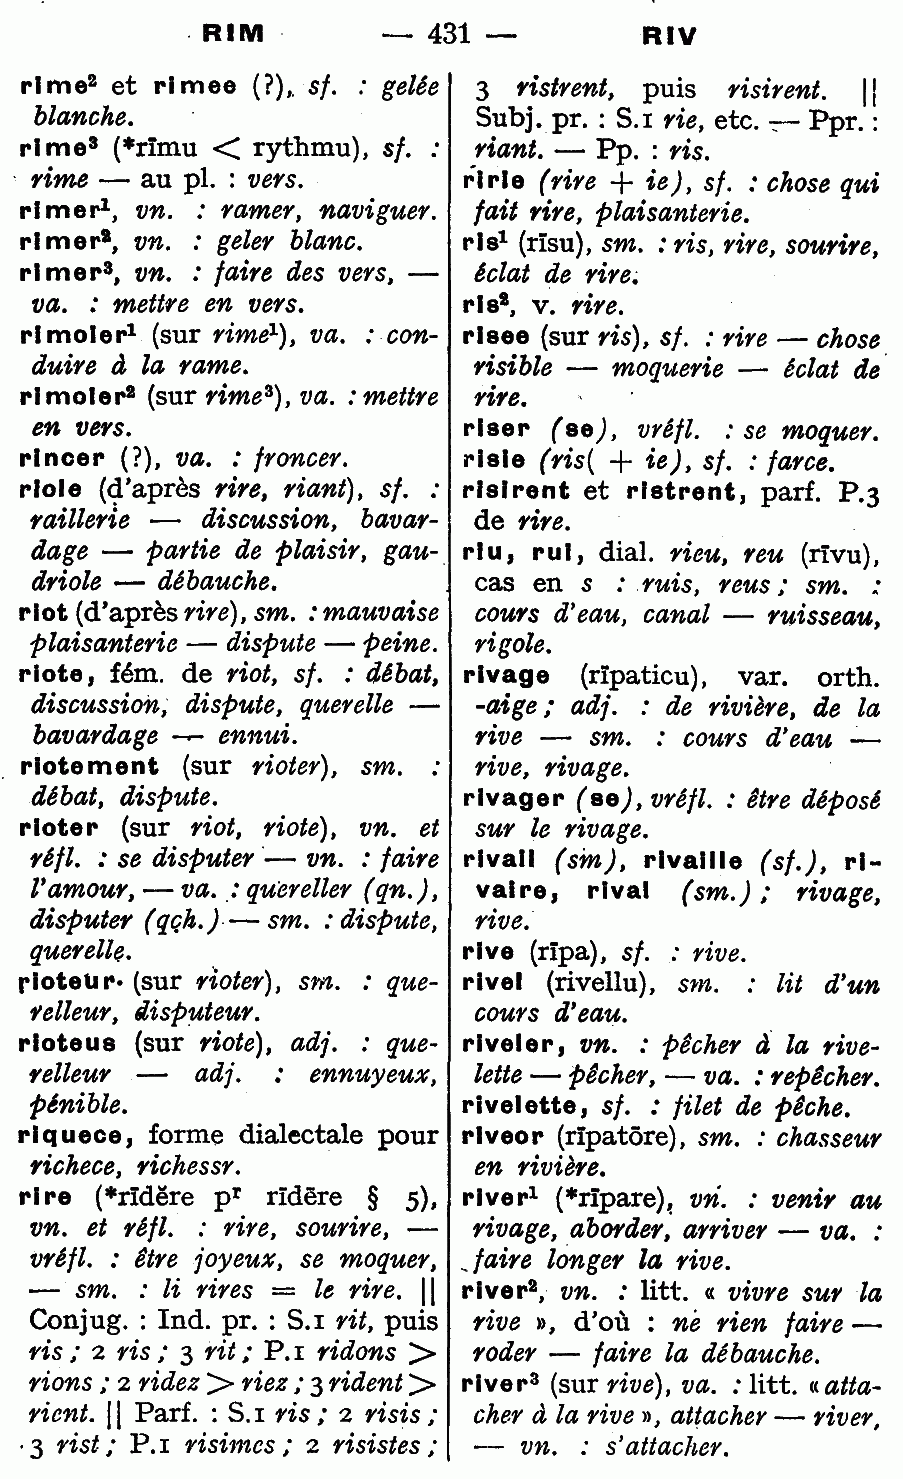 RIM — 431 — RIV
rime² et rimee (?), sf. : gelée
blanche.
rime³ (*rīmu < rythmu), sf. :
rime — au pl. : vers.
rimer¹, vn. : ramer, naviguer.
rimer², vn. : geler blanc.
rimer³, vn. : faire des vers, —
va. : mettre en vers.
rimoier¹ (sur rime¹), va. : con-
duire à la rame.
rimoier² (sur rime³), va. : mettre
en vers.
rincer (?), va. : froncer.
riole (d'après rire, riant), sf. :
raillerie — discussion, bavar-
dage — partie de plaisir, gau-
driole — débauche.
riot (d'après rire), sm. : mauvaise
plaisanterie — dispute — peine.
riote, fém. de riot, sf. : débat,
discussion, dispute, querelle —
bavardage — ennui.
riotement (sur rioter), sm. :
débat, dispute.
rioter (sur riot, riote), vn. et
réfl. : se disputer — vn. : faire
l'amour, — va. : quereller (qn.),
disputer (qqch.) — sm. : dispute,
querelle.
rioteur (sur rioter), sm. : que-
relleur, disputeur.
rioteus (sur riote), adj. : que-
relleur — adj. : ennuyeux,
pénible.
riquece, forme dialectale pour
richece, richessr.
rire (*rīdĕre pʳ rīdēre § 5),
vn. et réfl. : rire, sourire, —
vréfl. : être joyeux, se moquer,
— sm. : li rires = le rire. ||
Conjug. : Ind. pr. : S.1 rit, puis
ris ; 2 ris ; 3 rit ; P.1 ridons >
rions ; 2 ridez > riez ; 3 rident >
rient. || Parf. : S.1 ris ; 2 risis ;
3 rist ; P.1 risimes ; 2 risistes ;
3 ristrent, puis risirent. ||
Subj. pr. : S.1 rie, etc. — Ppr. :
riant. — Pp. : ris.
ririe (rire + ie), sf. : chose qui
fait rire, plaisanterie.
ris¹ (rīsu), sm. : ris, rire, sourire,
éclat de rire.
ris², v. rire.
risee (sur ris), sf. : rire — chose
risible — moquerie — éclat de
rire.
riser (se), vréfl. : se moquer.
risie (ris( + ie), sf. : farce.
risirent et ristrent, parf. P.3
de rire.
riu, rui, dial. rieu, reu (rīvu),
cas en s : ruis, reus ; sm. :
cours d'eau, canal — ruisseau,
rigole.
rivage (rīpaticu), var. orth.
-aige ; adj. : de rivière, de la
rive — sm. : cours d'eau —
rive, rivage.
rivager (se), vréfl. : être déposé
sur le rivage.
rivail (sm), rivaille (sf.), ri-
vaire, rival (sm.) ; rivage,
rive.
rive (rīpa), sf. : rive.
rivel (rivellu), sm. : lit d'un
cours d'eau.
riveler, vn. : pêcher à la rive-
lette — pêcher, — va. : repêcher.
rivelette, sf. : filet de pêche.
riveor (rīpatōre), sm. : chasseur
en rivière.
river¹ (*rīpare), vn. : venir au
rivage, aborder, arriver — va. :
faire longer la rive.
river², vn. : litt. « vivre sur la
rive », d'où : ne rien faire —
roder — faire la débauche.
river³ (sur rive), va. : litt. « atta-
cher à la rive », attacher — river,
— vn. : s'attacher.